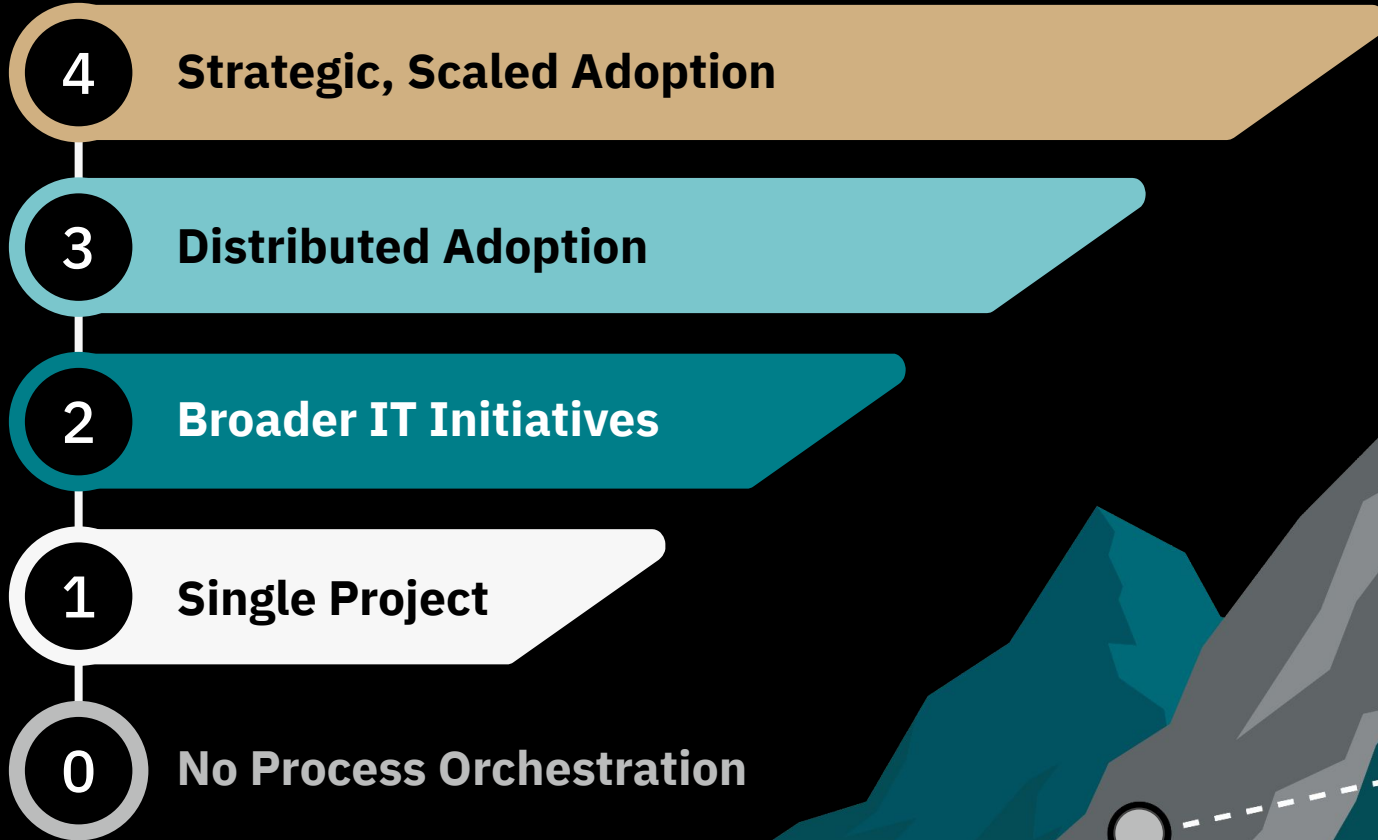 4 Strategic, Scaled Adoption
3 Distributed Adoption
2 Broader IT Initiatives
1 Single Project
0 No Process Orchestration